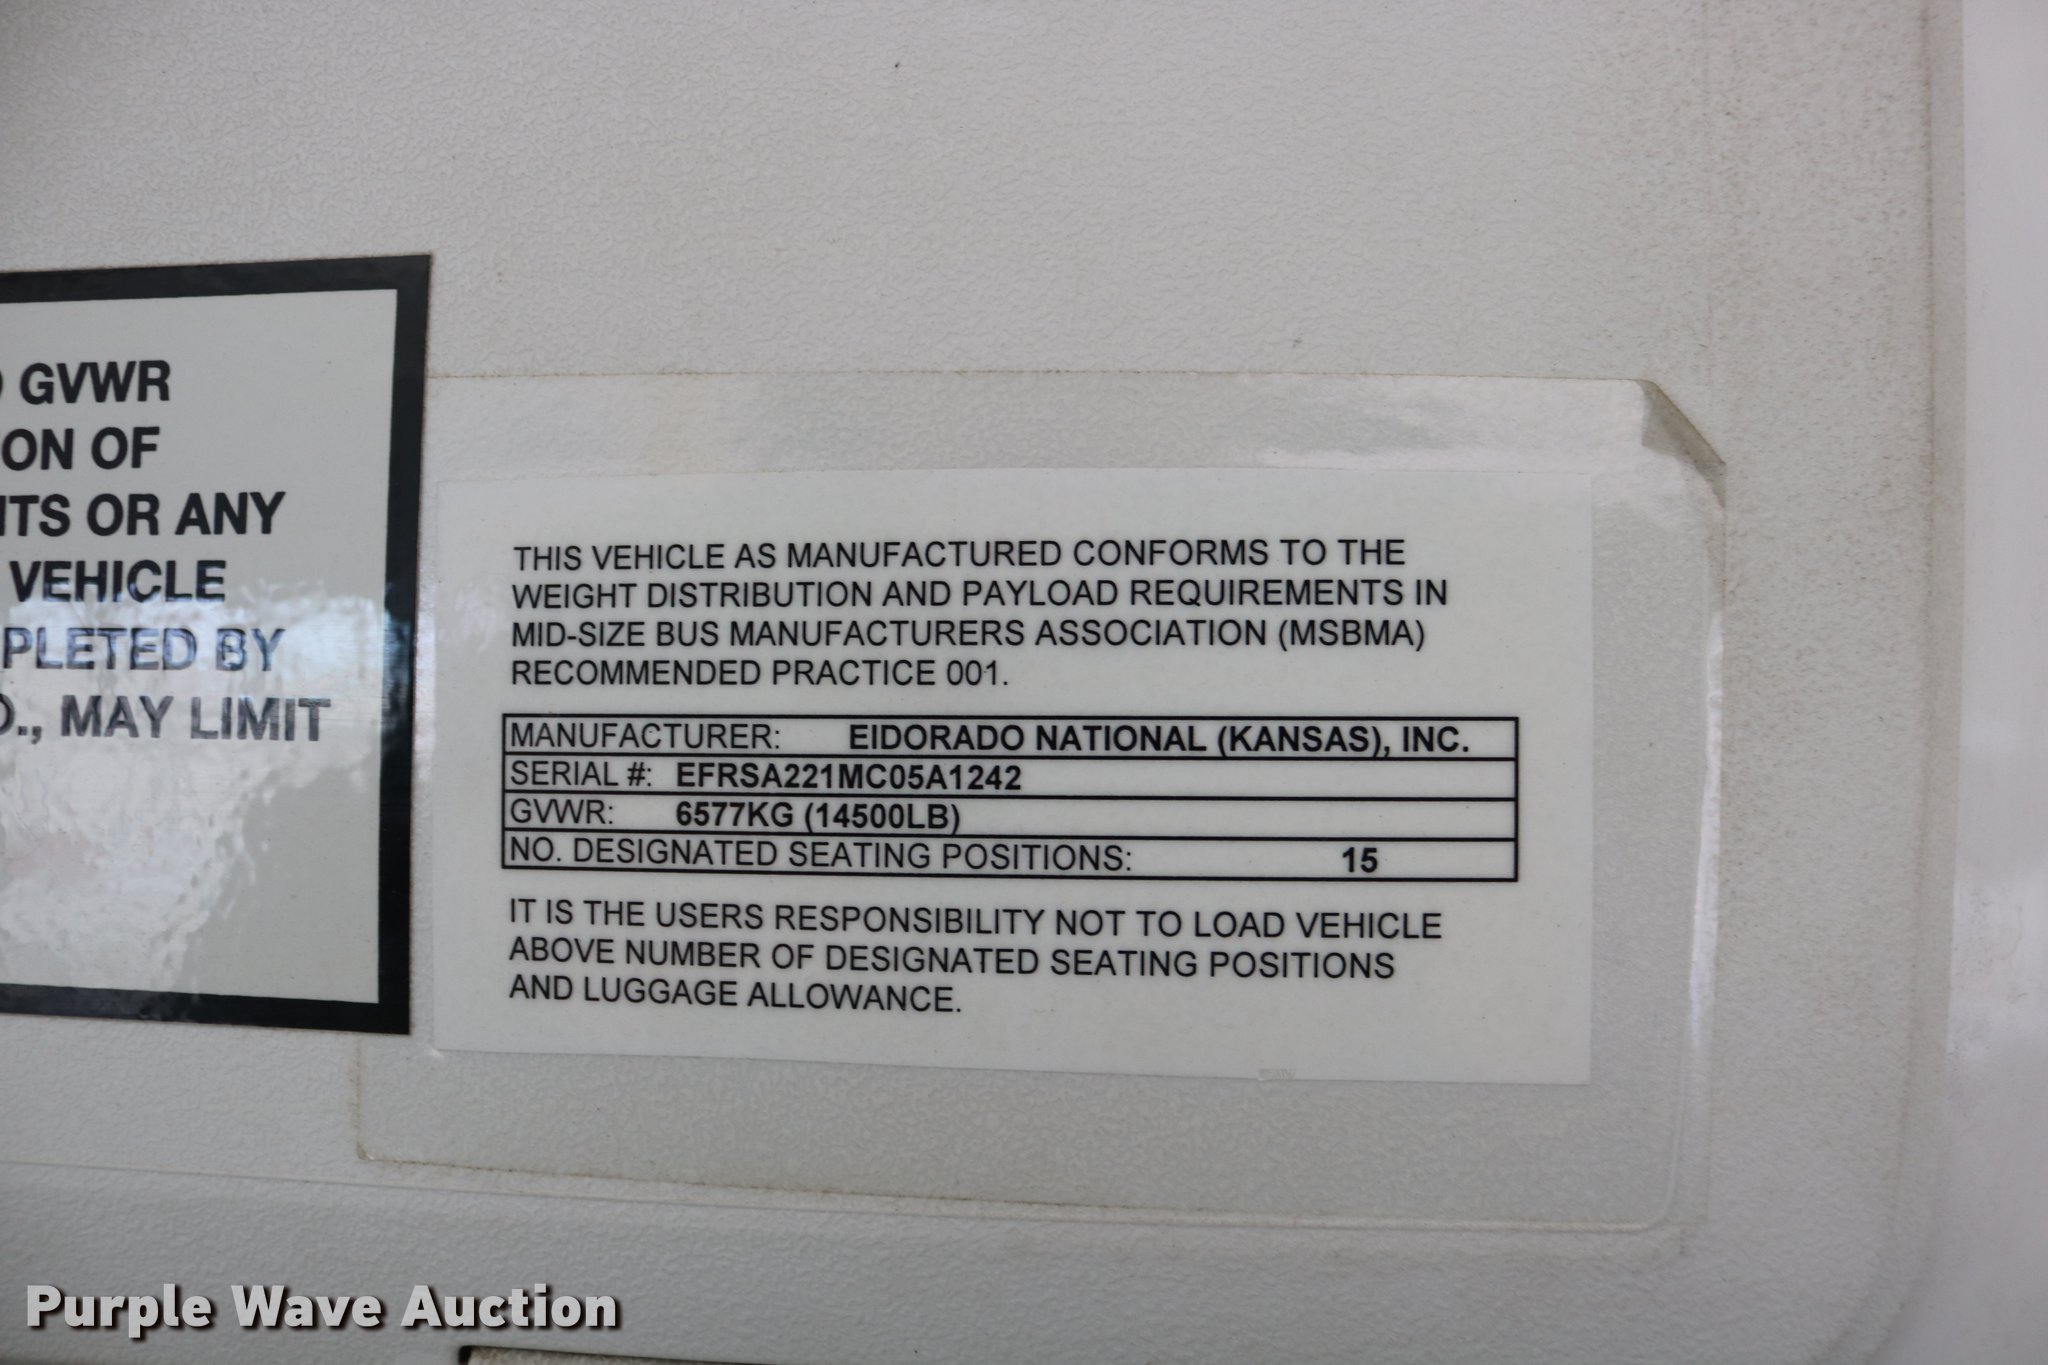 GVWR
ON OF
ITS OR ANY
VEHICLE
PLETED BY
O., MAY LIMIT
THIS VEHICLE AS MANUFACTURED CONFORMS TO THE
WEIGHT DISTRIBUTION AND PAYLOAD REQUIREMENTS IN
MID-SIZE BUS MANUFACTURERS ASSOCIATION (MSBMA)
RECOMMENDED PRACTICE 001.
MANUFACTURER: EIDORADO NATIONAL (KANSAS), INC.
SERIAL #: EFRSA221MC05A1242
GVWR: 6577KG (14500LB)
NO. DESIGNATED SEATING POSITIONS: 15
IT IS THE USERS RESPONSIBILITY NOT TO LOAD VEHICLE
ABOVE NUMBER OF DESIGNATED SEATING POSITIONS
AND LUGGAGE ALLOWANCE.
Purple Wave Auction